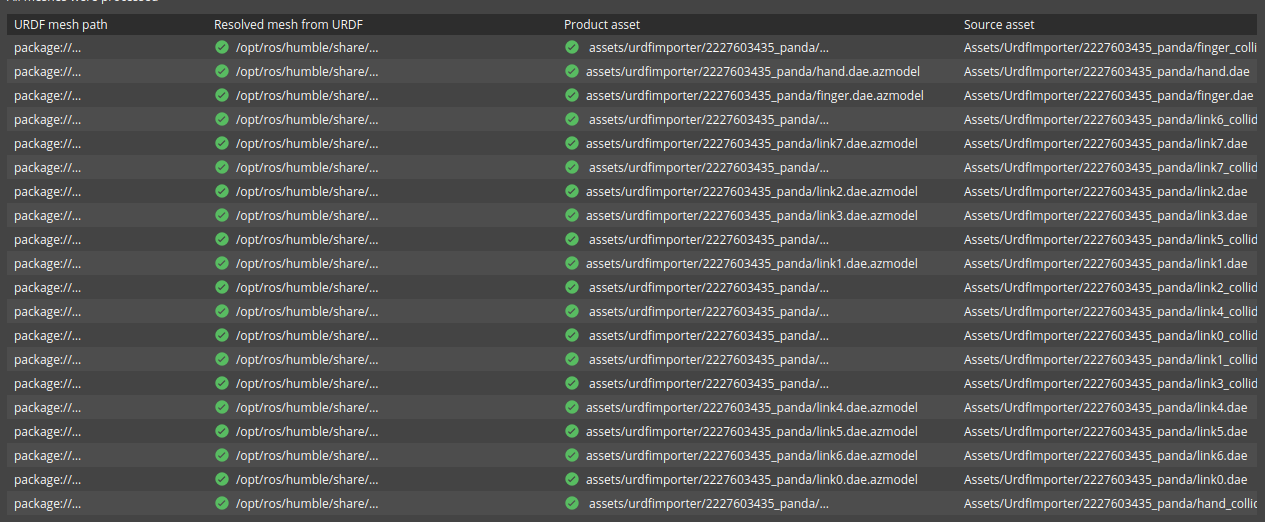 All meshes were processed
URDF mesh path Resolved mesh from URDF Product asset Source asset
package://... /opt/ros/humble/share/... assets/urdfimporter/2227603435_panda/... Assets/UrdfImporter/2227603435_panda/finger_colli
package://... /opt/ros/humble/share/... assets/urdfimporter/2227603435_panda/hand.dae.azmodel Assets/UrdfImporter/2227603435_panda/hand.dae
package://... /opt/ros/humble/share/... assets/urdfimporter/2227603435_panda/finger.dae.azmodel Assets/UrdfImporter/2227603435_panda/finger.dae
package://... /opt/ros/humble/share/... assets/urdfimporter/2227603435_panda/... Assets/UrdfImporter/2227603435_panda/link6_collid
package://... /opt/ros/humble/share/... assets/urdfimporter/2227603435_panda/link7.dae.azmodel Assets/UrdfImporter/2227603435_panda/link7.dae
package://... /opt/ros/humble/share/... assets/urdfimporter/2227603435_panda/... Assets/UrdfImporter/2227603435_panda/link7_collid
package://... /opt/ros/humble/share/... assets/urdfimporter/2227603435_panda/link2.dae.azmodel Assets/UrdfImporter/2227603435_panda/link2.dae
package://... /opt/ros/humble/share/... assets/urdfimporter/2227603435_panda/link3.dae.azmodel Assets/UrdfImporter/2227603435_panda/link3.dae
package://... /opt/ros/humble/share/... assets/urdfimporter/2227603435_panda/... Assets/UrdfImporter/2227603435_panda/link5_collid
package://... /opt/ros/humble/share/... assets/urdfimporter/2227603435_panda/link1.dae.azmodel Assets/UrdfImporter/2227603435_panda/link1.dae
package://... /opt/ros/humble/share/... assets/urdfimporter/2227603435_panda/... Assets/UrdfImporter/2227603435_panda/link2_collid
package://... /opt/ros/humble/share/... assets/urdfimporter/2227603435_panda/... Assets/UrdfImporter/2227603435_panda/link4_collid
package://... /opt/ros/humble/share/... assets/urdfimporter/2227603435_panda/... Assets/UrdfImporter/2227603435_panda/link0_collid
package://... /opt/ros/humble/share/... assets/urdfimporter/2227603435_panda/... Assets/UrdfImporter/2227603435_panda/link1_collid
package://... /opt/ros/humble/share/... assets/urdfimporter/2227603435_panda/... Assets/UrdfImporter/2227603435_panda/link3_collid
package://... /opt/ros/humble/share/... assets/urdfimporter/2227603435_panda/link4.dae.azmodel Assets/UrdfImporter/2227603435_panda/link4.dae
package://... /opt/ros/humble/share/... assets/urdfimporter/2227603435_panda/link5.dae.azmodel Assets/UrdfImporter/2227603435_panda/link5.dae
package://... /opt/ros/humble/share/... assets/urdfimporter/2227603435_panda/link6.dae.azmodel Assets/UrdfImporter/2227603435_panda/link6.dae
package://... /opt/ros/humble/share/... assets/urdfimporter/2227603435_panda/link0.dae.azmodel Assets/UrdfImporter/2227603435_panda/link0.dae
package://... /opt/ros/humble/share/... assets/urdfimporter/2227603435_panda/... Assets/UrdfImporter/2227603435_panda/hand_collic